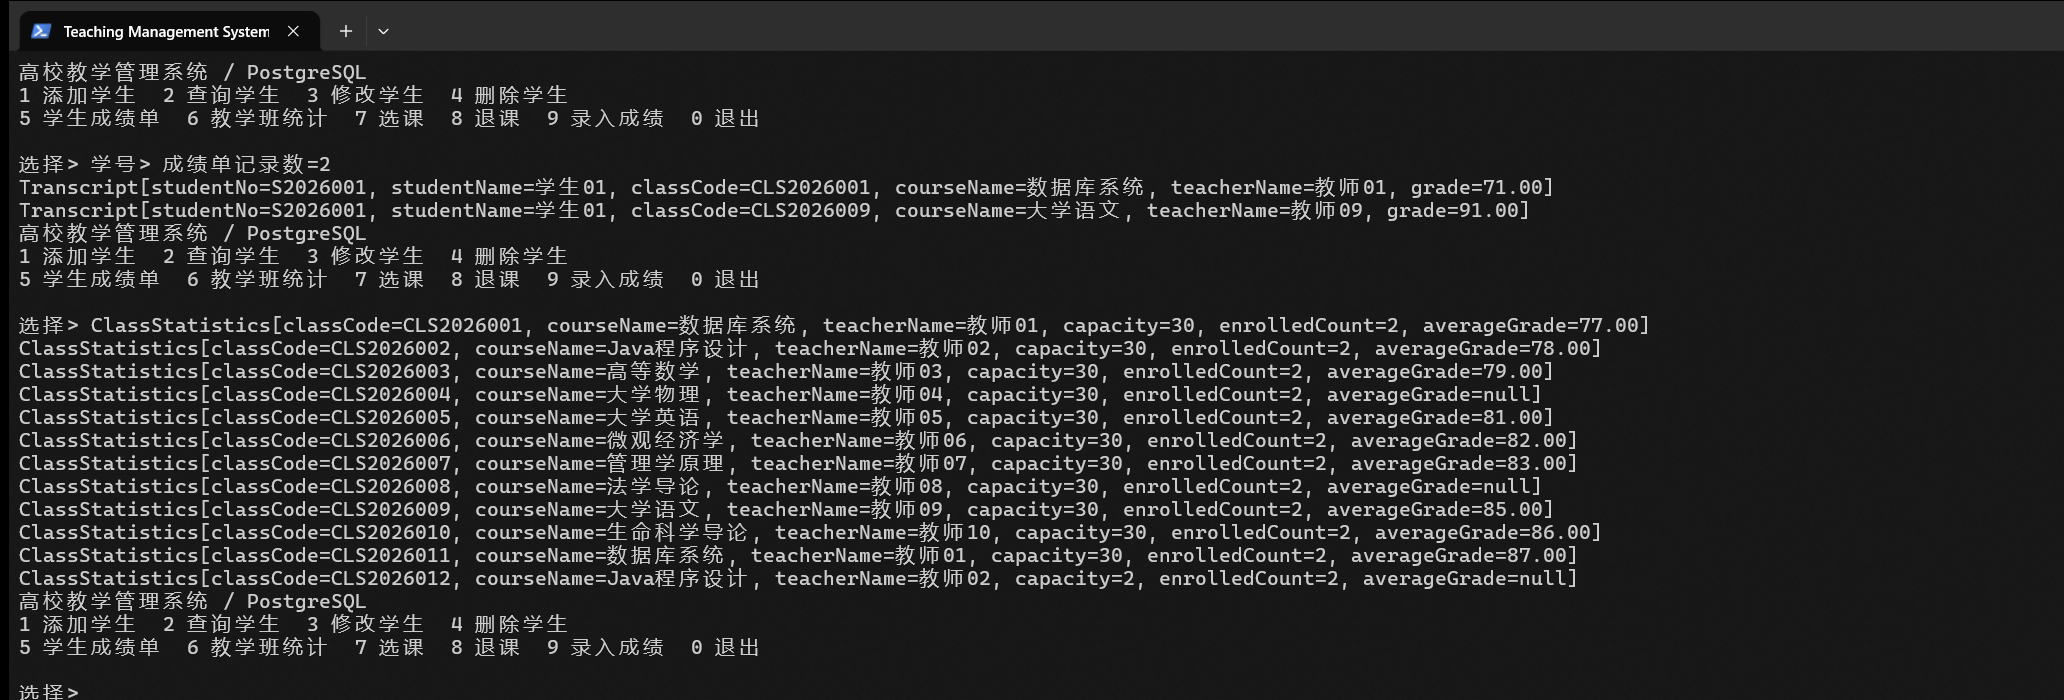 Teaching Management System
高校教学管理系统 / PostgreSQL
1 添加学生  2 查询学生  3 修改学生  4 删除学生
5 学生成绩单  6 教学班统计  7 选课  8 退课  9 录入成绩  0 退出
选择> 学号> 成绩单记录数=2
Transcript[studentNo=S2026001, studentName=学生01, classCode=CLS2026001, courseName=数据库系统, teacherName=教师01, grade=71.00]
Transcript[studentNo=S2026001, studentName=学生01, classCode=CLS2026009, courseName=大学语文, teacherName=教师09, grade=91.00]
高校教学管理系统 / PostgreSQL
1 添加学生  2 查询学生  3 修改学生  4 删除学生
5 学生成绩单  6 教学班统计  7 选课  8 退课  9 录入成绩  0 退出
选择> ClassStatistics[classCode=CLS2026001, courseName=数据库系统, teacherName=教师01, capacity=30, enrolledCount=2, averageGrade=77.00]
ClassStatistics[classCode=CLS2026002, courseName=Java程序设计, teacherName=教师02, capacity=30, enrolledCount=2, averageGrade=78.00]
ClassStatistics[classCode=CLS2026003, courseName=高等数学, teacherName=教师03, capacity=30, enrolledCount=2, averageGrade=79.00]
ClassStatistics[classCode=CLS2026004, courseName=大学物理, teacherName=教师04, capacity=30, enrolledCount=2, averageGrade=null]
ClassStatistics[classCode=CLS2026005, courseName=大学英语, teacherName=教师05, capacity=30, enrolledCount=2, averageGrade=81.00]
ClassStatistics[classCode=CLS2026006, courseName=微观经济学, teacherName=教师06, capacity=30, enrolledCount=2, averageGrade=82.00]
ClassStatistics[classCode=CLS2026007, courseName=管理学原理, teacherName=教师07, capacity=30, enrolledCount=2, averageGrade=83.00]
ClassStatistics[classCode=CLS2026008, courseName=法学导论, teacherName=教师08, capacity=30, enrolledCount=2, averageGrade=null]
ClassStatistics[classCode=CLS2026009, courseName=大学语文, teacherName=教师09, capacity=30, enrolledCount=2, averageGrade=85.00]
ClassStatistics[classCode=CLS2026010, courseName=生命科学导论, teacherName=教师10, capacity=30, enrolledCount=2, averageGrade=86.00]
ClassStatistics[classCode=CLS2026011, courseName=数据库系统, teacherName=教师01, capacity=30, enrolledCount=2, averageGrade=87.00]
ClassStatistics[classCode=CLS2026012, courseName=Java程序设计, teacherName=教师02, capacity=2, enrolledCount=2, averageGrade=null]
高校教学管理系统 / PostgreSQL
1 添加学生  2 查询学生  3 修改学生  4 删除学生
5 学生成绩单  6 教学班统计  7 选课  8 退课  9 录入成绩  0 退出
选择>